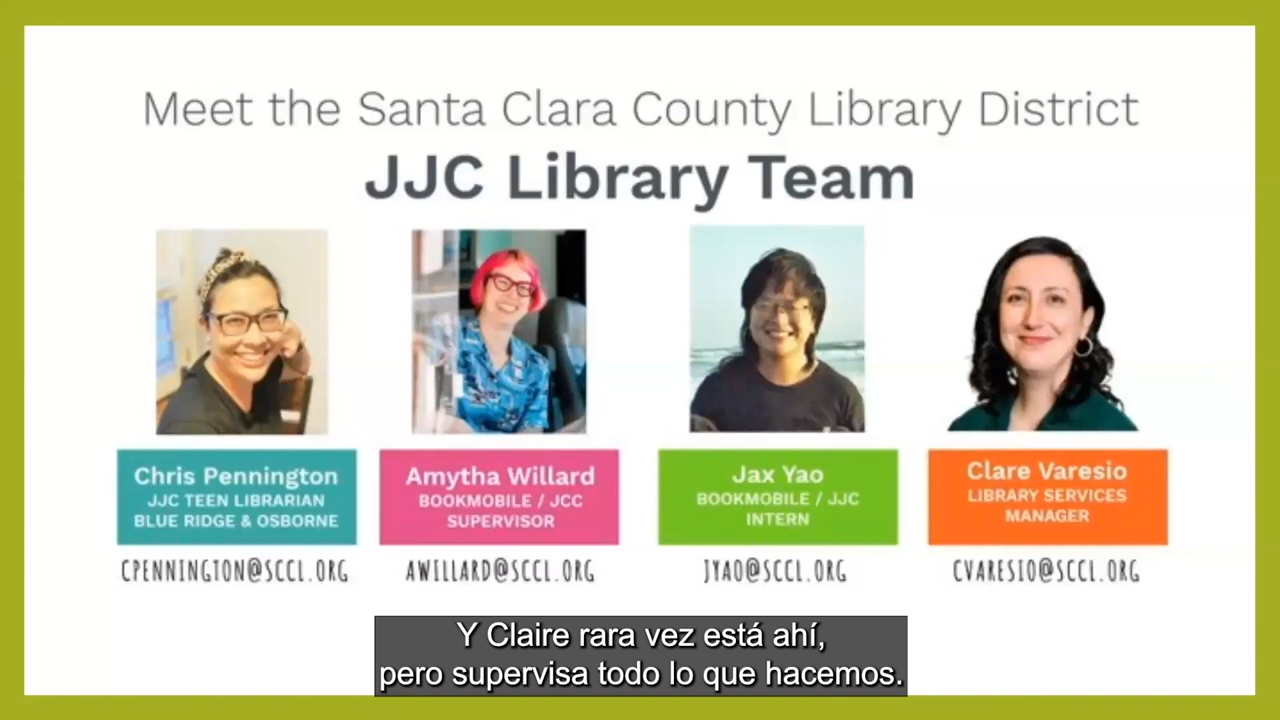 Meet the Santa Clara County Library District
JJC Library Team
Chris Pennington
JJC TEEN LIBRARIAN
BLUE RIDGE & OSBORNE
CPENNINGTON@SCCL.ORG
Amytha Willard
BOOKMOBILE / JCC
SUPERVISOR
AWILLARD@SCCL.ORG
Jax Yao
BOOKMOBILE / JJC
INTERN
JYAO@SCCL.ORG
Clare Varesio
LIBRARY SERVICES
MANAGER
CVARESIO@SCCL.ORG
Y Claire rara vez está ahí,
pero supervisa todo lo que hacemos.